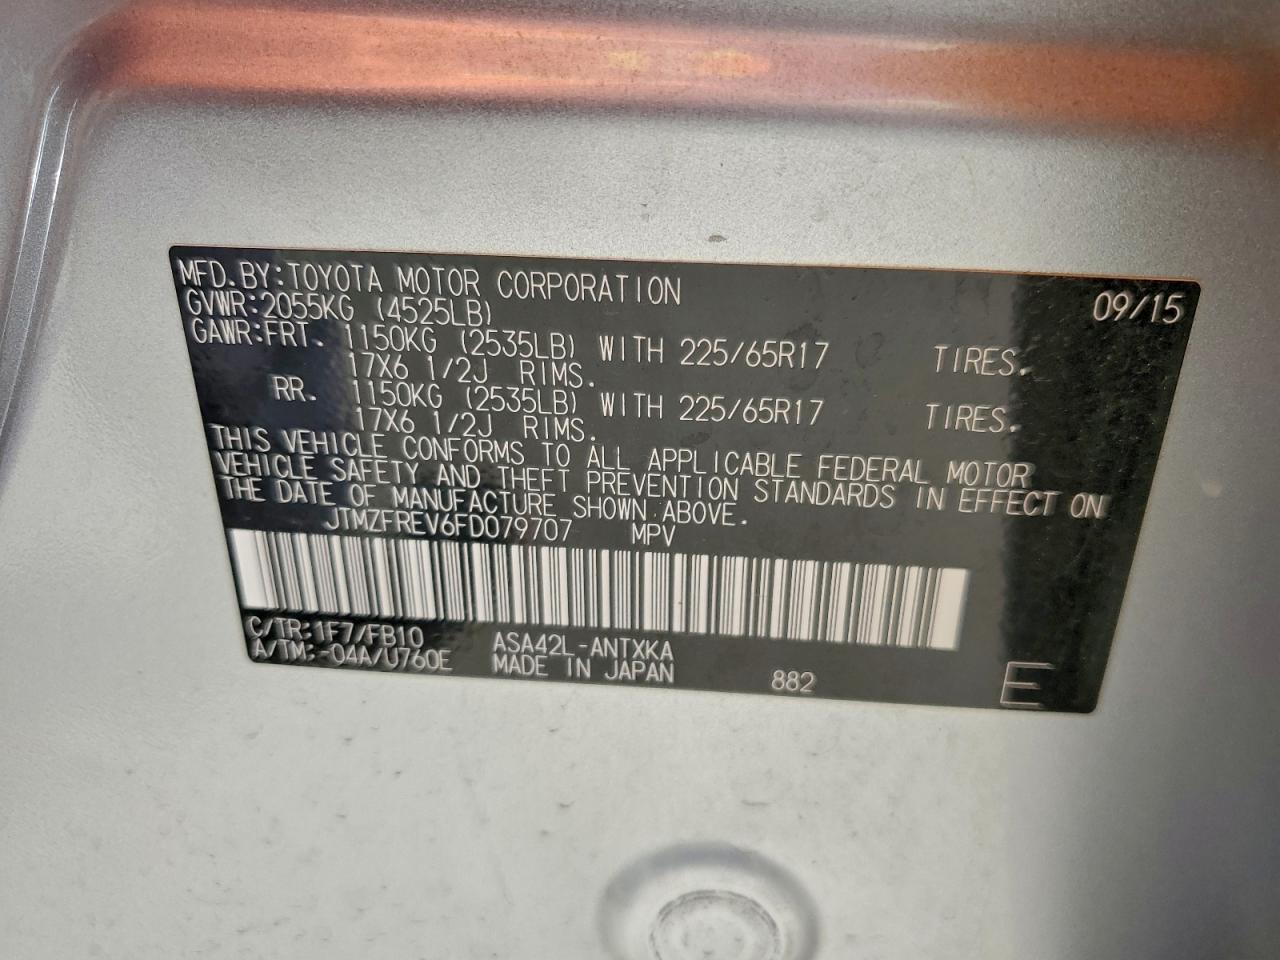 MFD.BY:TOYOTA MOTOR CORPORATION 09/15
GVWR:2055KG (4525LB)
GAWR:FRT. 1150KG (2535LB) WITH 225/65R17 TIRES.
17X6 1/2J RIMS.
RR. 1150KG (2535LB) WITH 225/65R17 TIRES.
17X6 1/2J RIMS.
THIS VEHICLE CONFORMS TO ALL APPLICABLE FEDERAL MOTOR
VEHICLE SAFETY AND THEFT PREVENTION STANDARDS IN EFFECT ON
THE DATE OF MANUFACTURE SHOWN ABOVE.
JTMZFREV6FD079707 MPV
C/TR:1F7/FB10 ASA42L-ANTXKA
A/TM:-04A/U760E MADE IN JAPAN 882 E